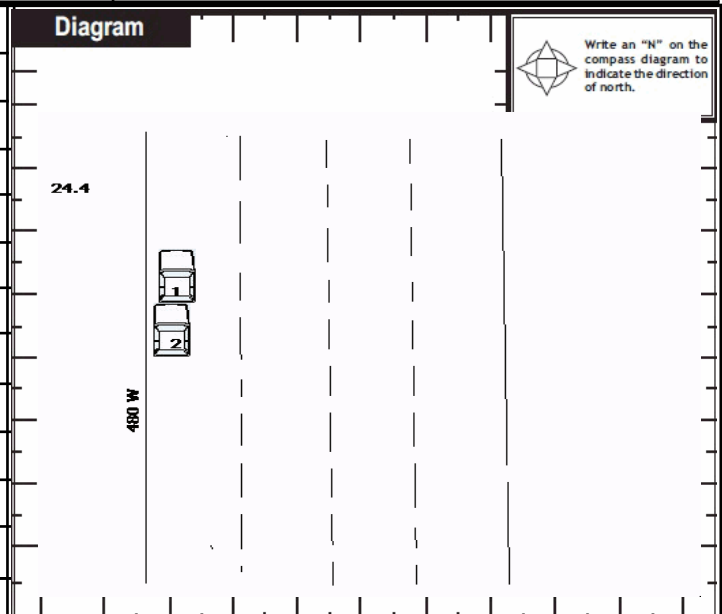 Diagram
Write an "N" on the
compass diagram to
indicate the direction
of north.
24.4
1
2
480 W